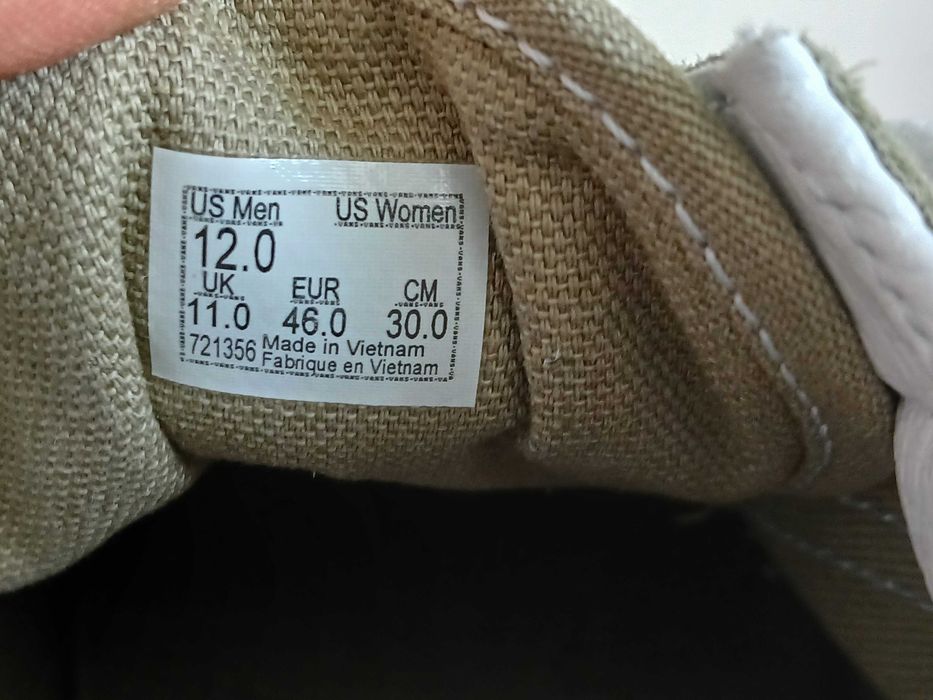 US Men US Women
12.0
UK EUR CM
11.0 46.0 30.0
721356 Made in Vietnam
Fabrique en Vietnam